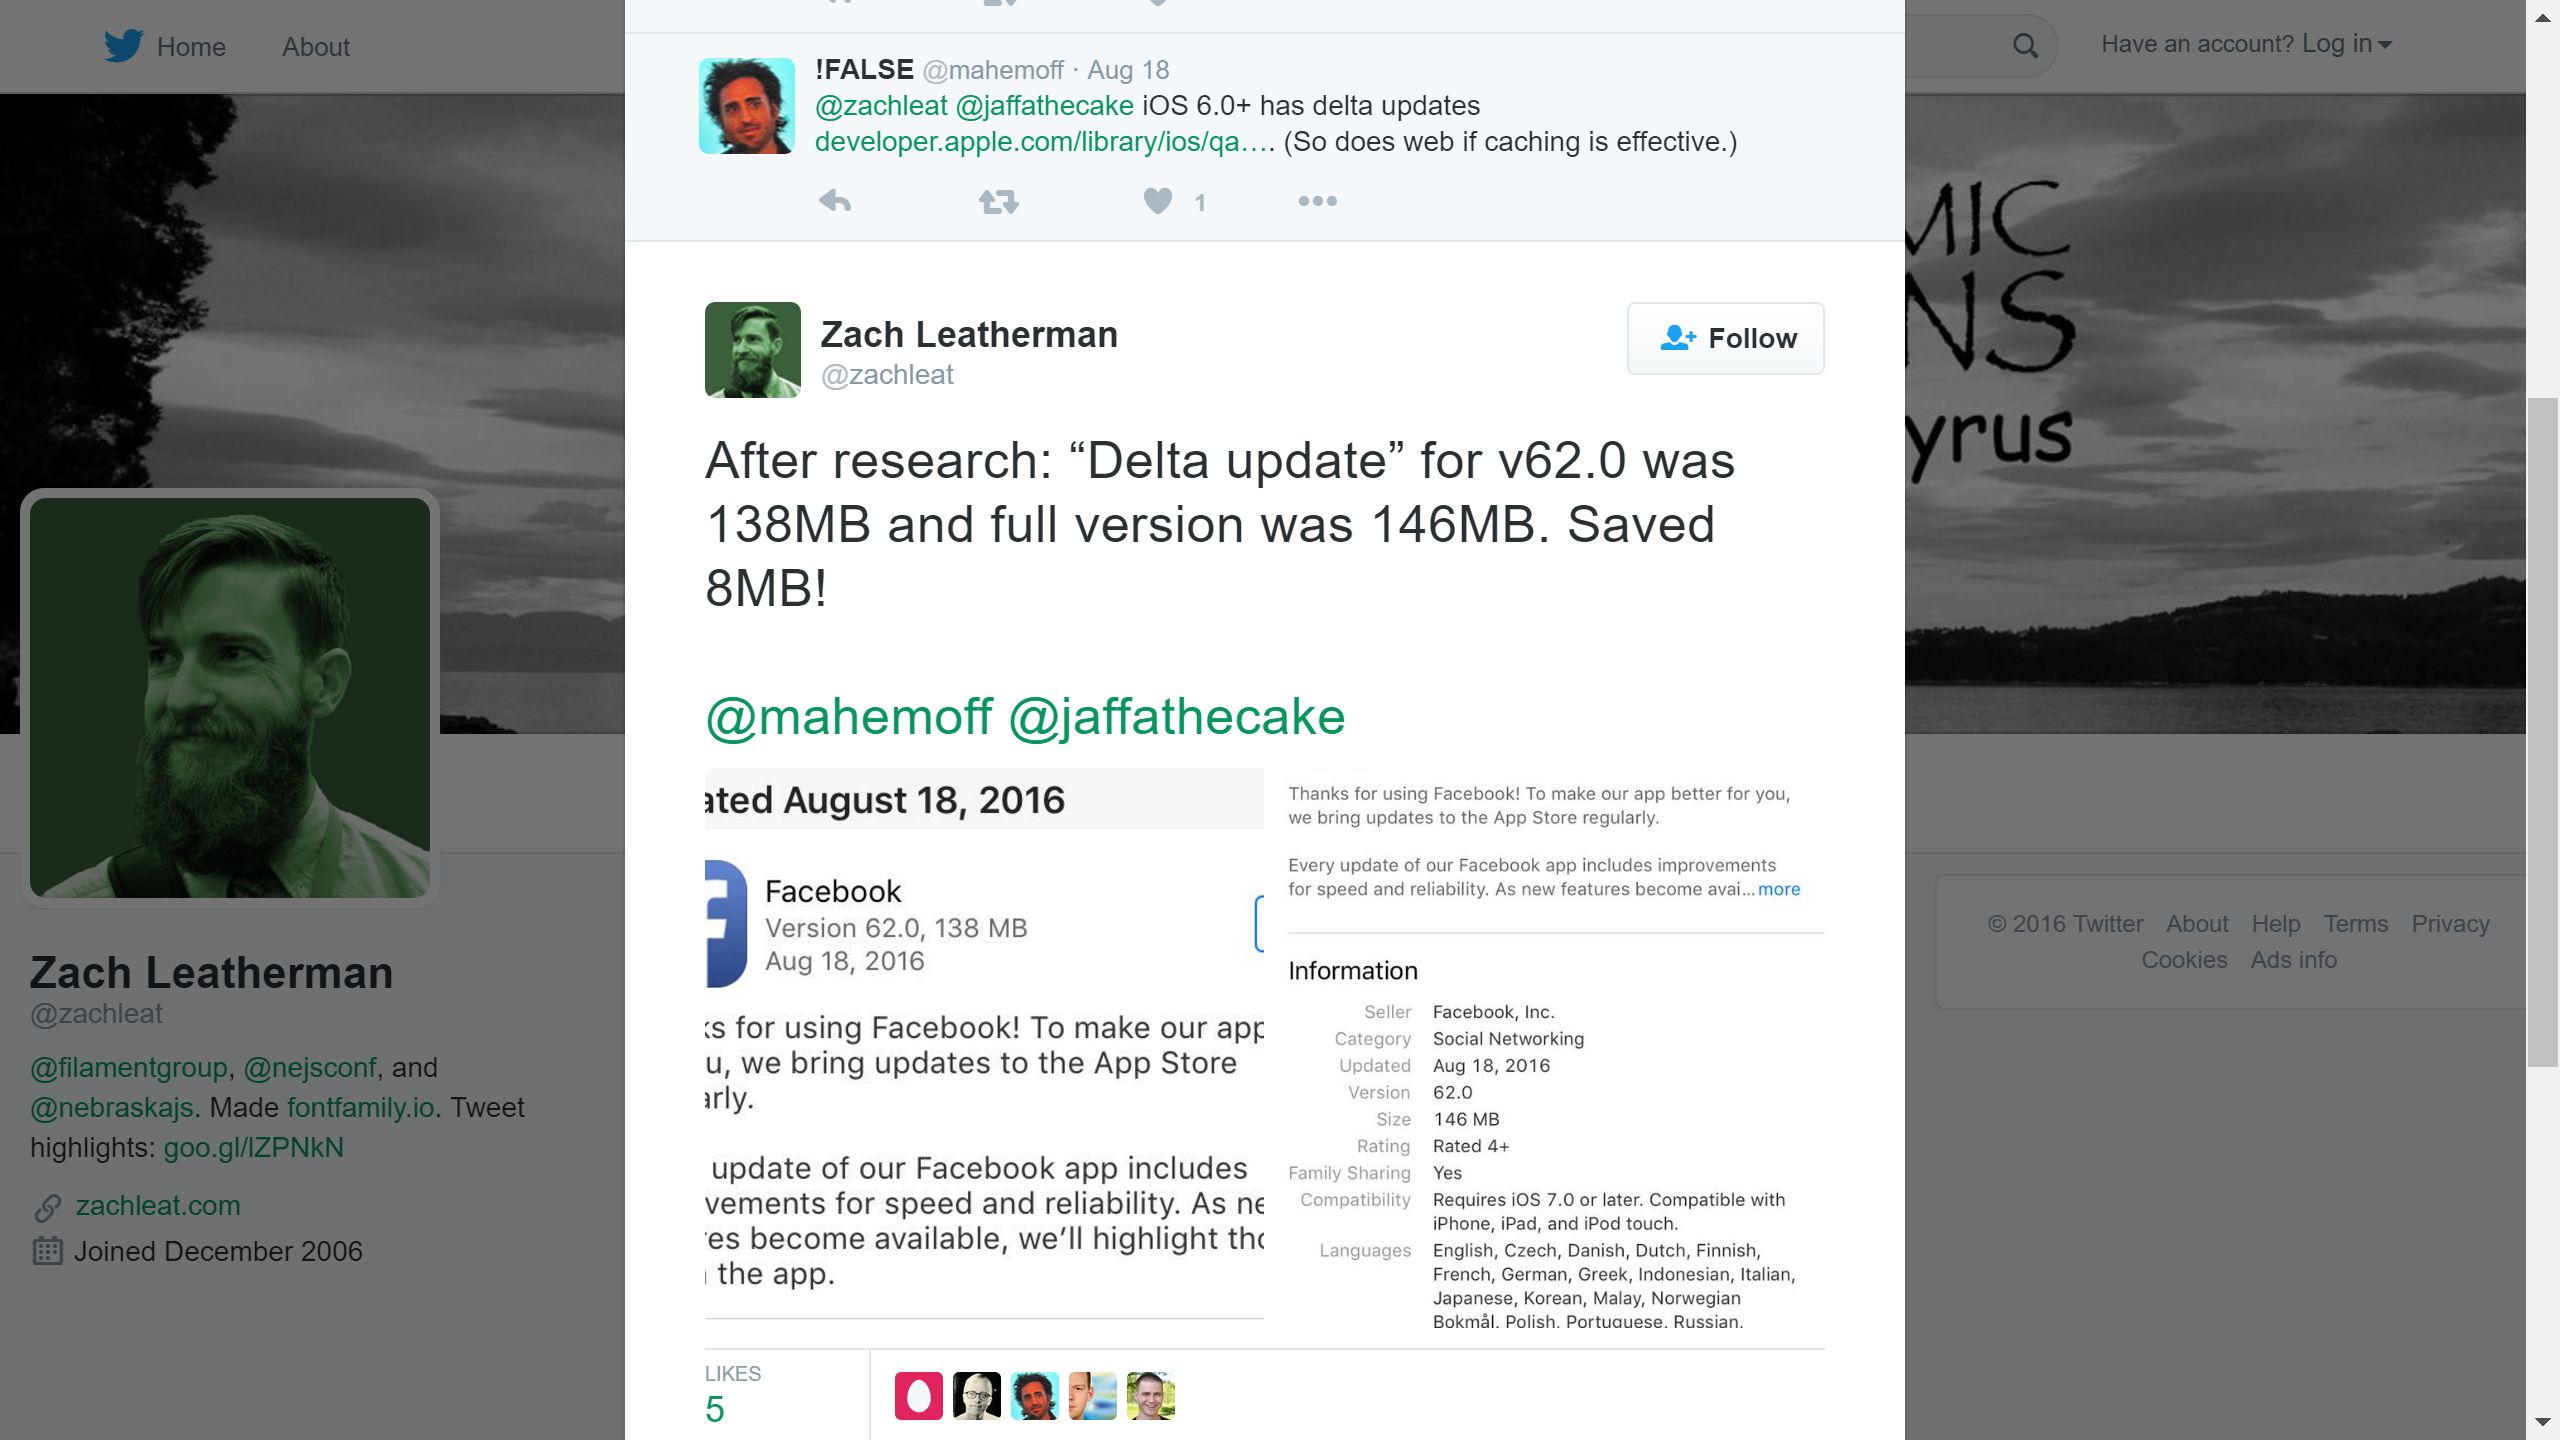 Home
About
Have an account? Log in
!FALSE @mahemoff · Aug 18
@zachleat @jaffathecake iOS 6.0+ has delta updates
developer.apple.com/library/ios/qa…. (So does web if caching is effective.)
1
MIC
NS
yrus
Zach Leatherman
@zachleat
Follow
After research: “Delta update” for v62.0 was
138MB and full version was 146MB. Saved
8MB!
@mahemoff @jaffathecake
ated August 18, 2016
Facebook
Version 62.0, 138 MB
Aug 18, 2016
ks for using Facebook! To make our app
u, we bring updates to the App Store
arly.
update of our Facebook app includes
vements for speed and reliability. As ne
res become available, we’ll highlight tho
the app.
Thanks for using Facebook! To make our app better for you,
we bring updates to the App Store regularly.
Every update of our Facebook app includes improvements
for speed and reliability. As new features become avai... more
Information
Seller Facebook, Inc.
Category Social Networking
Updated Aug 18, 2016
Version 62.0
Size 146 MB
Rating Rated 4+
Family Sharing Yes
Compatibility Requires iOS 7.0 or later. Compatible with
iPhone, iPad, and iPod touch.
Languages English, Czech, Danish, Dutch, Finnish,
French, German, Greek, Indonesian, Italian,
Japanese, Korean, Malay, Norwegian
Bokmål, Polish, Portuguese, Russian,
LIKES
5
Zach Leatherman
@zachleat
@filamentgroup, @nejsconf, and
@nebraskajs. Made fontfamily.io. Tweet
highlights: goo.gl/lZPNkN
zachleat.com
Joined December 2006
© 2016 Twitter About Help Terms Privacy
Cookies Ads info